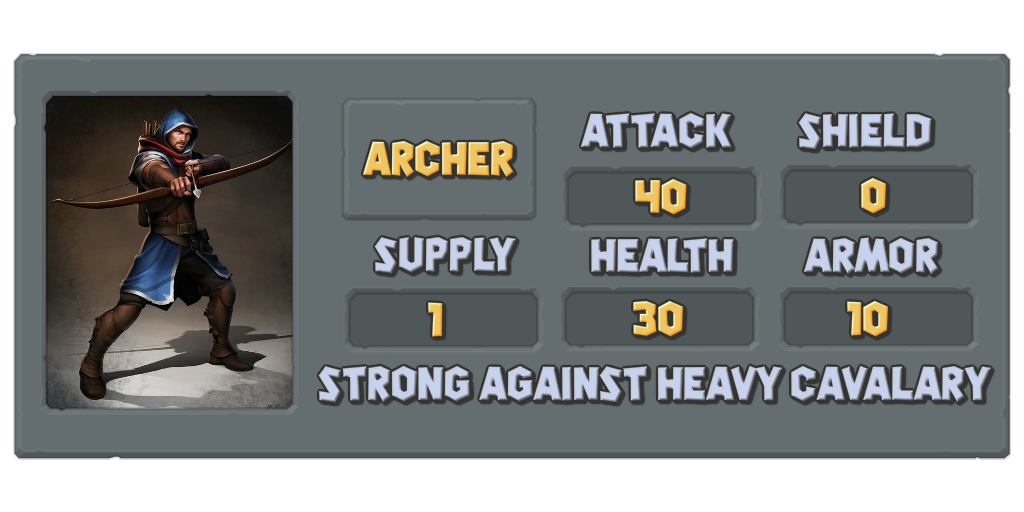 ARCHER
ATTACK
40
SHIELD
0
SUPPLY
1
HEALTH
30
ARMOR
10
STRONG AGAINST HEAVY CAVALARY